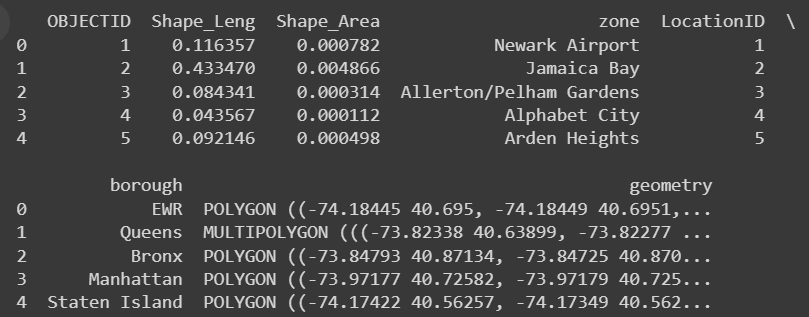 OBJECTID Shape_Leng Shape_Area zone LocationID \
0 1 0.116357 0.000782 Newark Airport 1
1 2 0.433470 0.004866 Jamaica Bay 2
2 3 0.084341 0.000314 Allerton/Pelham Gardens 3
3 4 0.043567 0.000112 Alphabet City 4
4 5 0.092146 0.000498 Arden Heights 5
borough geometry
0 EWR POLYGON ((-74.18445 40.695, -74.18449 40.6951,...
1 Queens MULTIPOLYGON (((-73.82338 40.63899, -73.82277 ...
2 Bronx POLYGON ((-73.84793 40.87134, -73.84725 40.870...
3 Manhattan POLYGON ((-73.97177 40.72582, -73.97179 40.725...
4 Staten Island POLYGON ((-74.17422 40.56257, -74.17349 40.562...